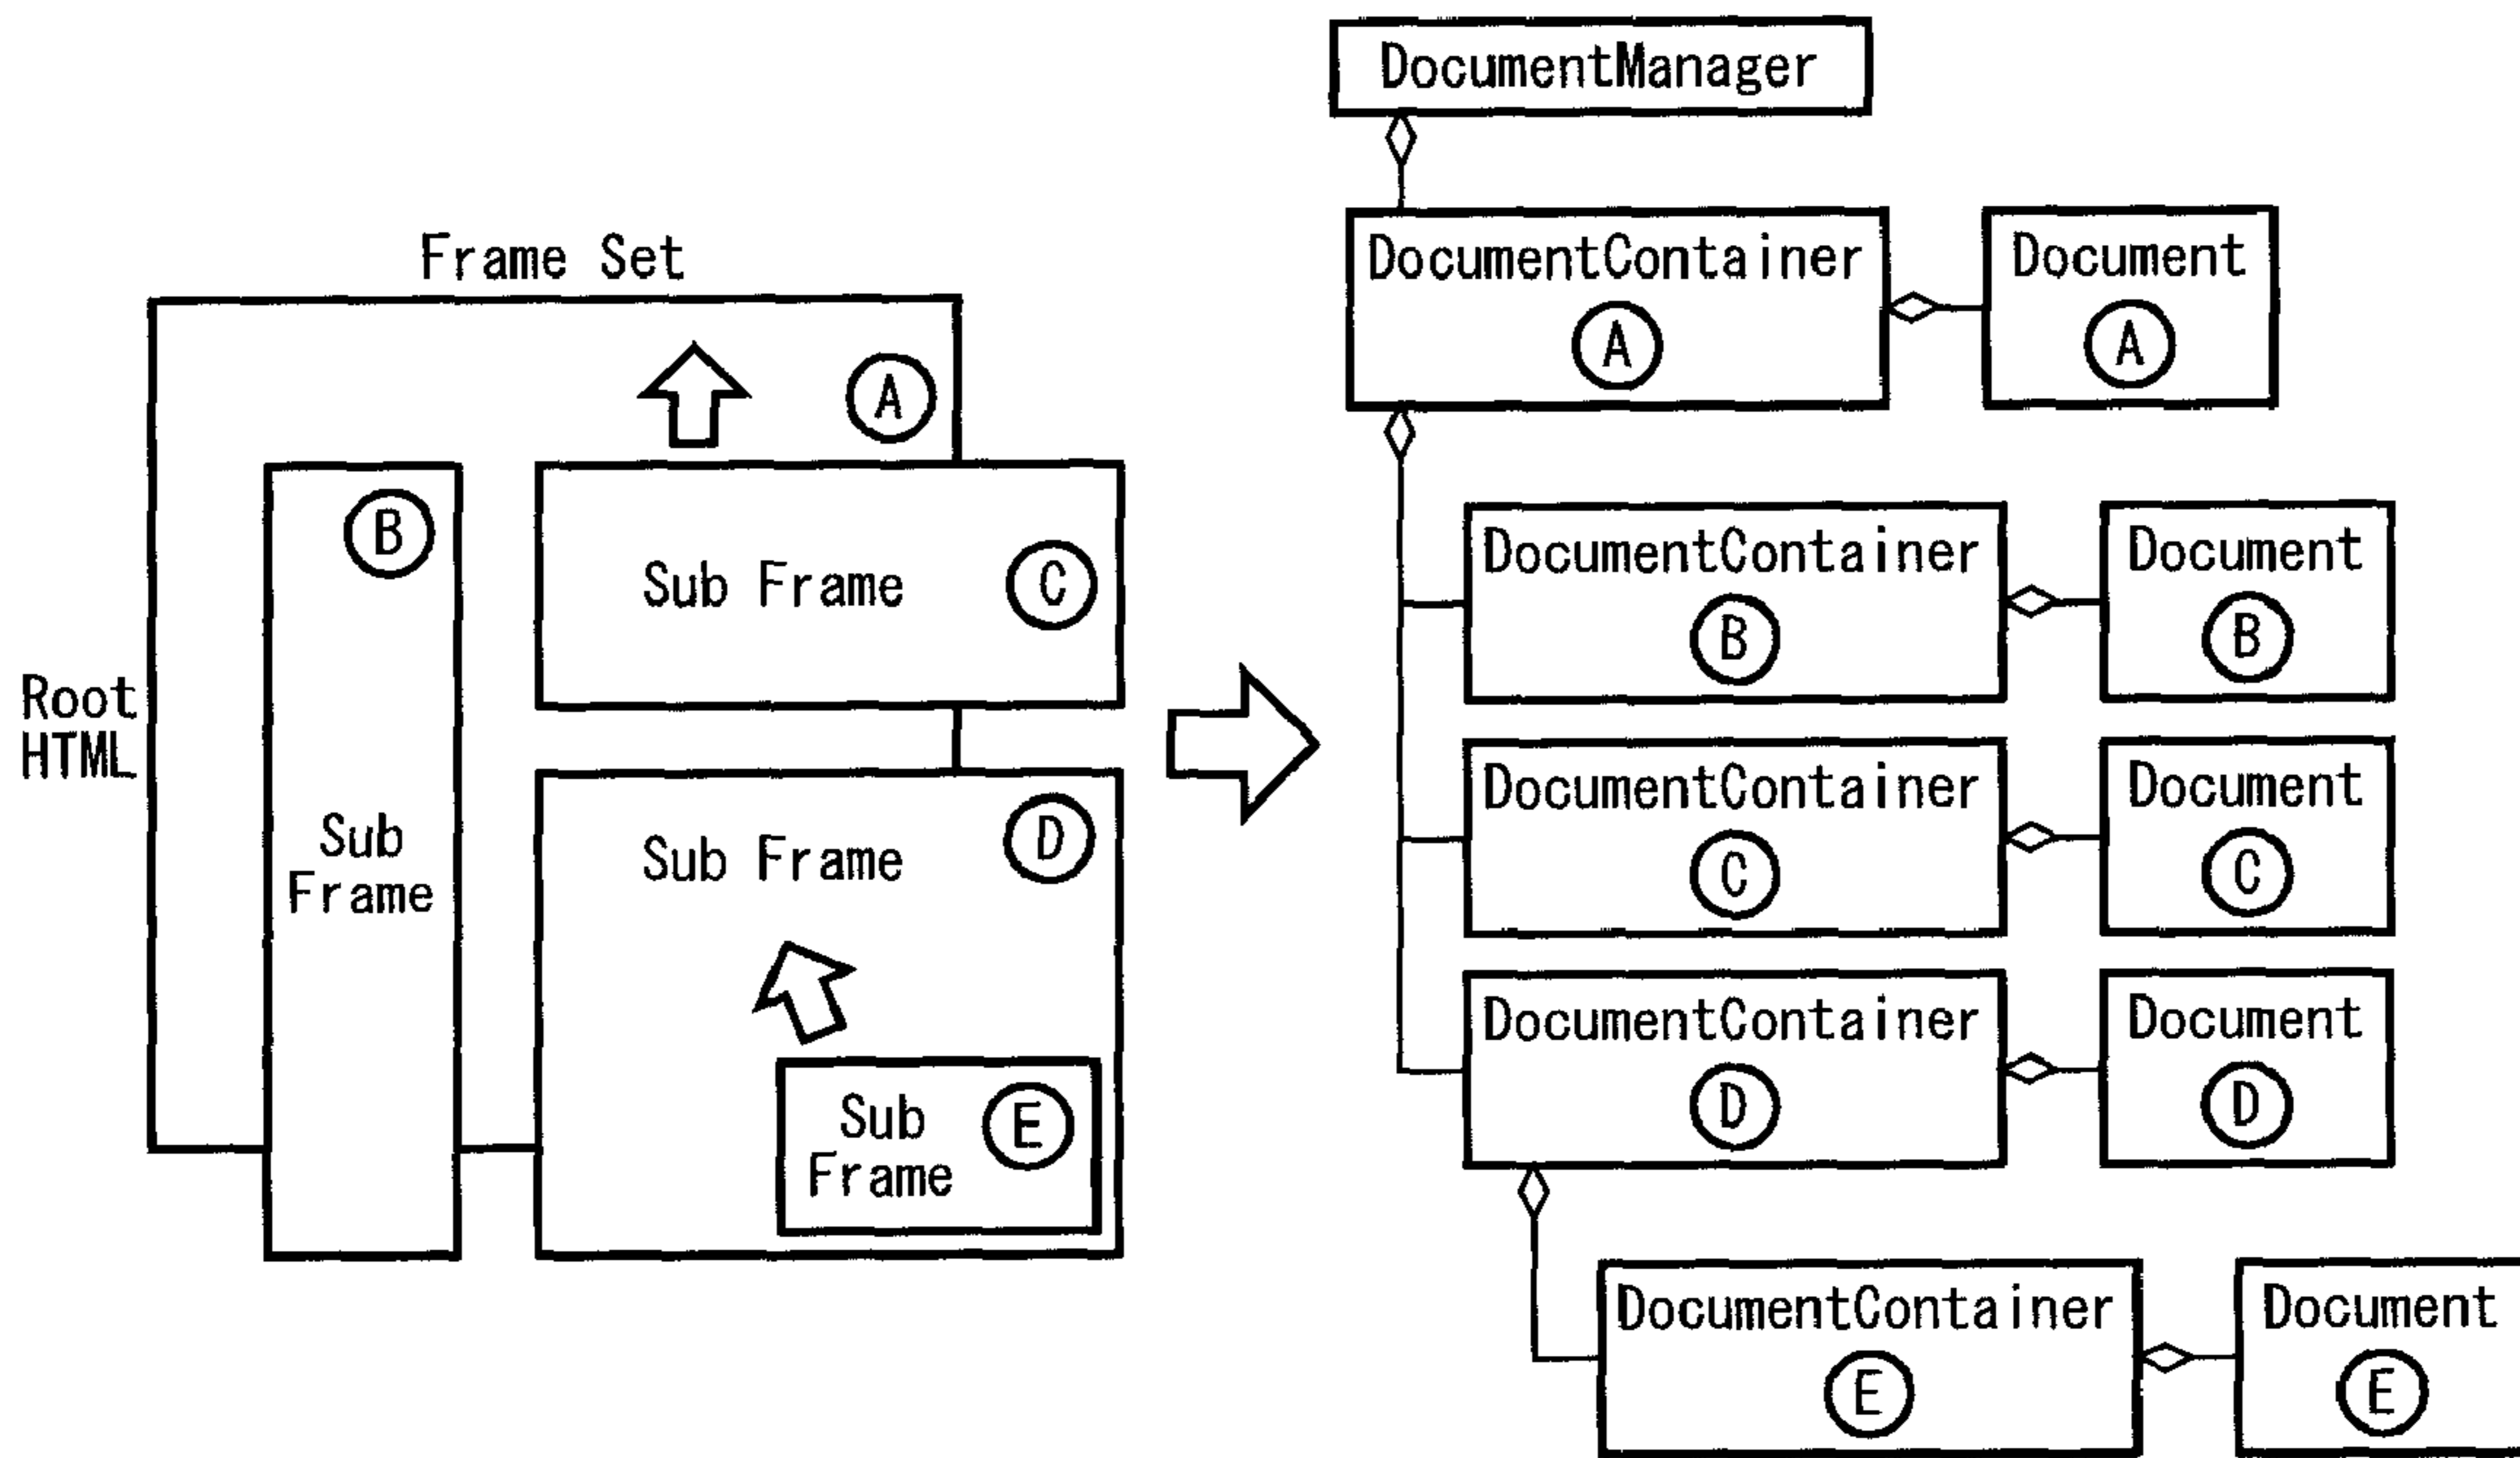 Frame Set
A
B
Sub Frame
C
Root
HTML
Sub
Frame
Sub Frame
D
Sub
Frame
E
DocumentManager
DocumentContainer
A
Document
A
DocumentContainer
B
Document
B
DocumentContainer
C
Document
C
DocumentContainer
D
Document
D
DocumentContainer
E
Document
E